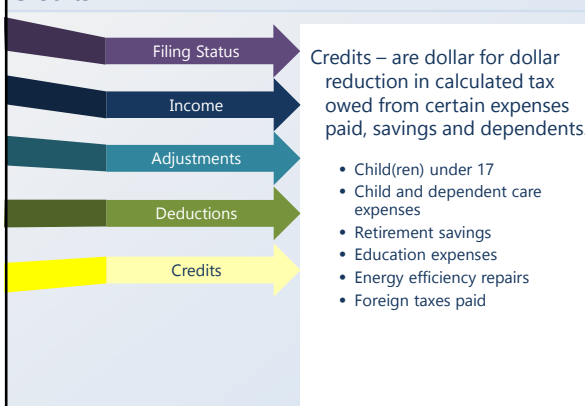 Filing Status
Income
Adjustments
Deductions
Credits
Credits – are dollar for dollar
reduction in calculated tax
owed from certain expenses
paid, savings and dependents.
• Child(ren) under 17
• Child and dependent care
expenses
• Retirement savings
• Education expenses
• Energy efficiency repairs
• Foreign taxes paid